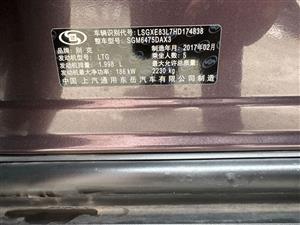 车辆识别代号: LSGXE83L7HD174838
整车型号: SGM6475DAX3
品牌: 别克
制造年月: 2017年02月
发动机型号: LTG
乘坐人数: 5
发动机排量: 1.998 L
最大允许总质量:
发动机最大净功率: 186 kW
2230 kg
中国 上汽通用东岳汽车有限公司制造